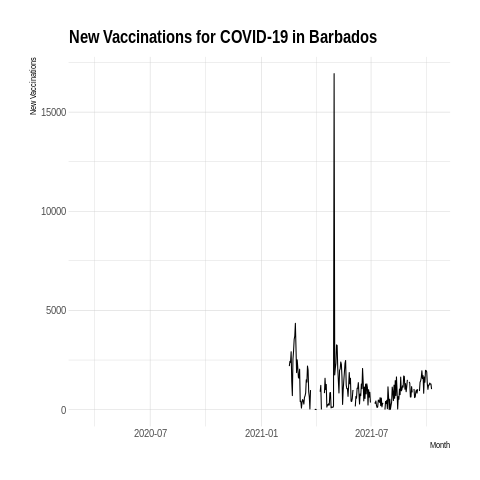 New Vaccinations for COVID-19 in Barbados
New Vaccinations
15000
10000
5000
0
2020-07 2021-01 2021-07
Month